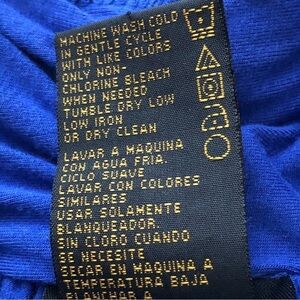 MACHINE WASH COLD
IN GENTLE CYCLE
WITH LIKE COLORS
ONLY NON-
CHLORINE BLEACH
WHEN NEEDED
TUMBLE DRY LOW
LOW IRON
OR DRY CLEAN
LAVAR A MAQUINA
CON AGUA FRIA.
CICLO SUAVE
LAVAR CON COLORES
SIMILARES
USAR SOLAMENTE
BLANQUEADOR.
SIN CLORO CUANDO
SE NECESITE
SECAR EN MAQUINA A
TEMPERATURA BAJA
BLANCHAR A